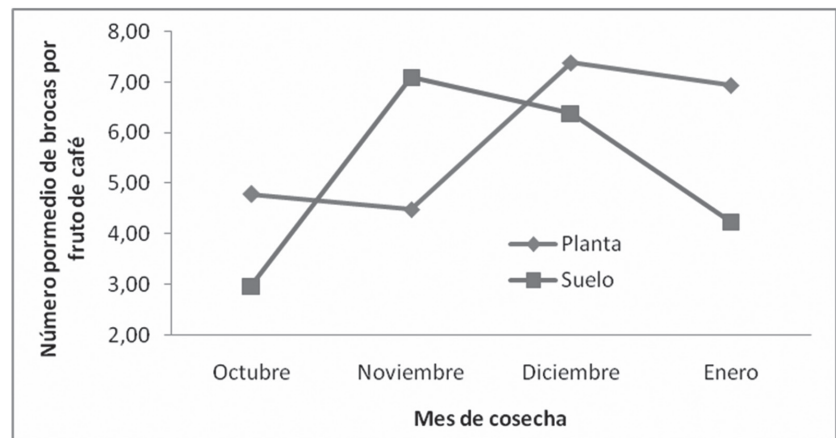 Número pormedio de brocas por
fruto de café
8,00
7,00
6,00
5,00
4,00
3,00
2,00
Planta
Suelo
Octubre Noviembre Diciembre Enero
Mes de cosecha